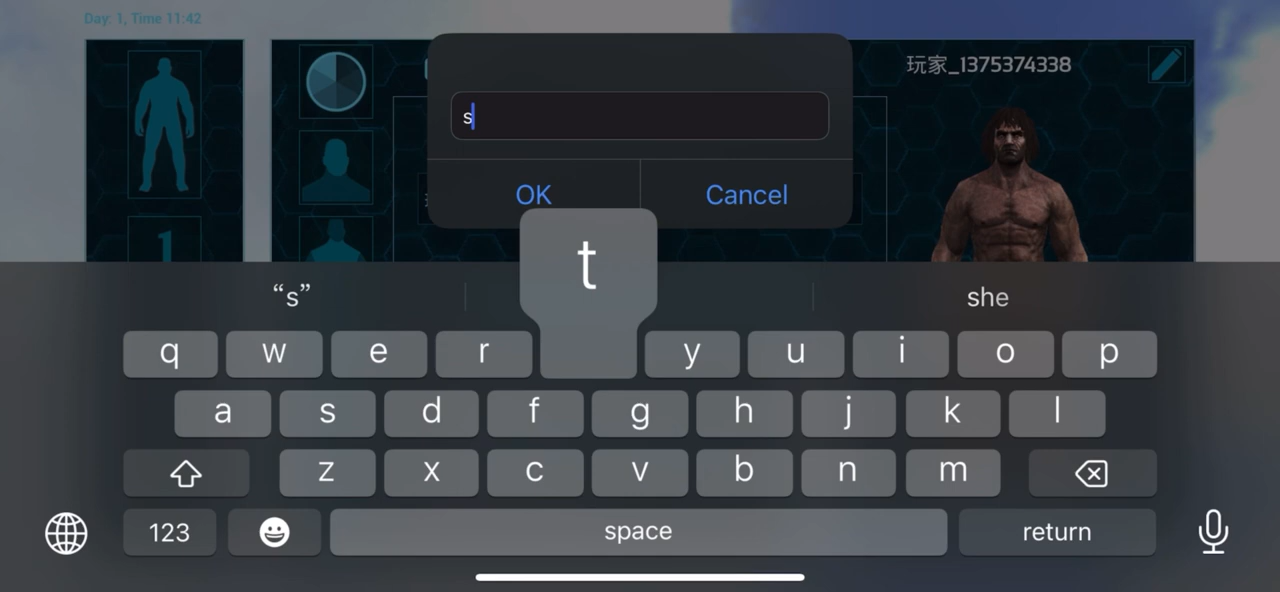 Day: 1, Time 11:42
玩家_1375374338
s
OK
Cancel
t
“s”
she
q w e r y u i o p
a s d f g h j k l
z x c v b n m
123
space
return
1